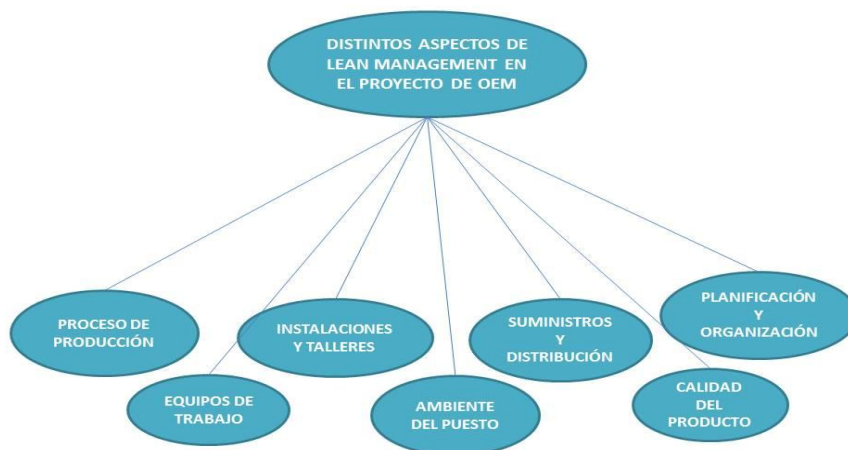 DISTINTOS ASPECTOS DE
LEAN MANAGEMENT EN
EL PROYECTO DE OEM
PROCESO DE
PRODUCCIÓN
EQUIPOS DE
TRABAJO
INSTALACIONES
Y TALLERES
AMBIENTE
DEL PUESTO
SUMINISTROS
Y
DISTRIBUCIÓN
CALIDAD
DEL
PRODUCTO
PLANIFICACIÓN
Y
ORGANIZACIÓN